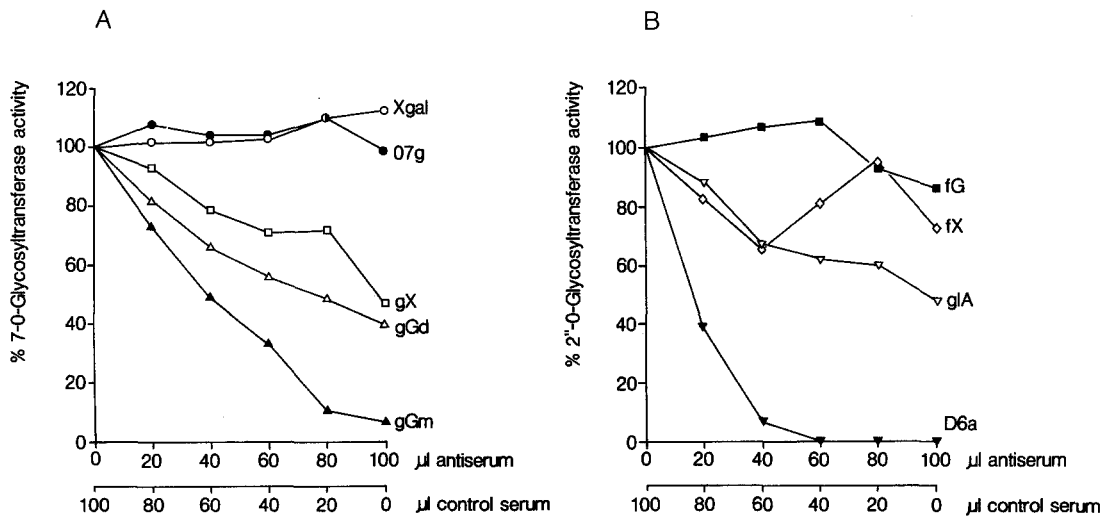 A
% 7-O-Glycosyltransferase activity
120
100
80
60
40
20
0
Xgal
07g
gX
gGd
gGm
0 20 40 60 80 100 µl antiserum
100 80 60 40 20 0 µl control serum
B
% 2"-O-Glycosyltransferase activity
120
100
80
60
40
20
0
fG
fX
glA
D6a
0 20 40 60 80 100 µl antiserum
100 80 60 40 20 0 µl control serum